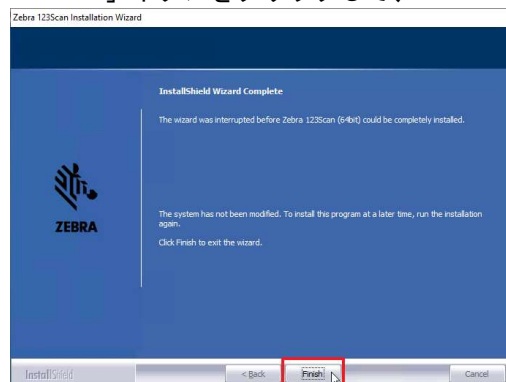 Zebra 123Scan Installation Wizard
InstallShield Wizard Complete
The wizard was interrupted before Zebra 123Scan (64bit) could be completely installed.
ZEBRA
The system has not been modified. To install this program at a later time, run the installation
again.
Click Finish to exit the wizard.
InstallShield
< Back
Finish
Cancel